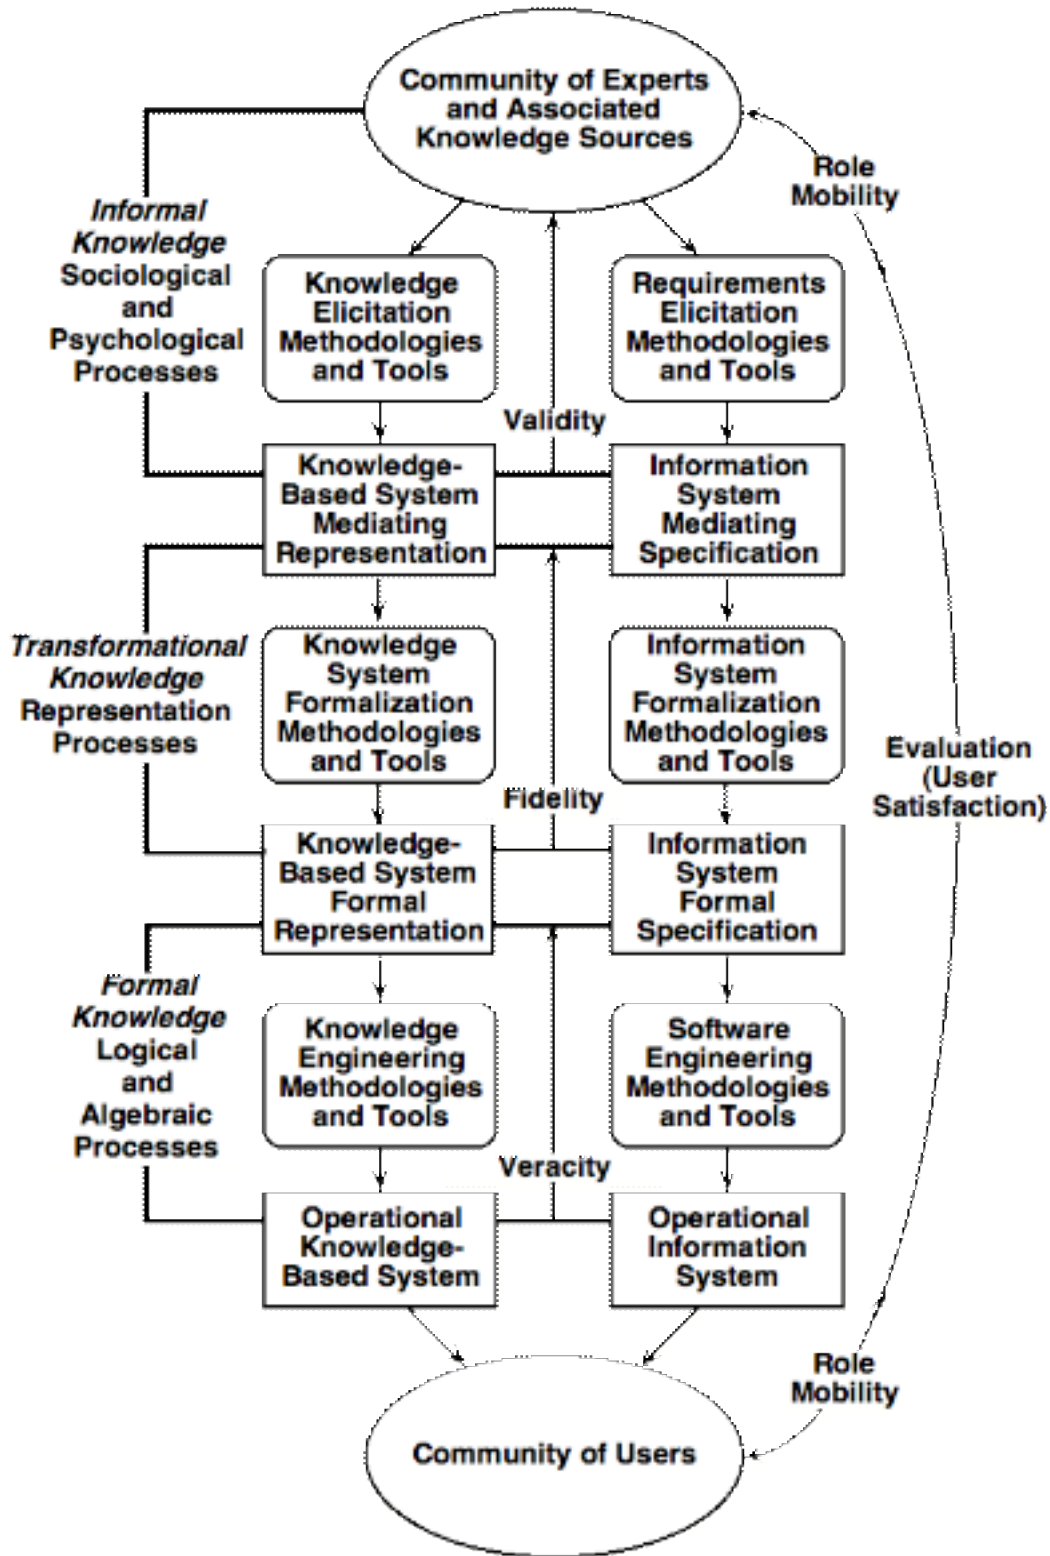 Community of Experts
and Associated
Knowledge Sources
Role
Mobility
Informal
Knowledge
Sociological
and
Psychological
Processes
Knowledge
Elicitation
Methodologies
and Tools
Requirements
Elicitation
Methodologies
and Tools
Validity
Knowledge-
Based System
Mediating
Representation
Information
System
Mediating
Specification
Transformational
Knowledge
Representation
Processes
Knowledge
System
Formalization
Methodologies
and Tools
Information
System
Formalization
Methodologies
and Tools
Evaluation
(User
Satisfaction)
Fidelity
Knowledge-
Based System
Formal
Representation
Information
System
Formal
Specification
Formal
Knowledge
Logical
and
Algebraic
Processes
Knowledge
Engineering
Methodologies
and Tools
Software
Engineering
Methodologies
and Tools
Veracity
Operational
Knowledge-
Based System
Operational
Information
System
Role
Mobility
Community of Users